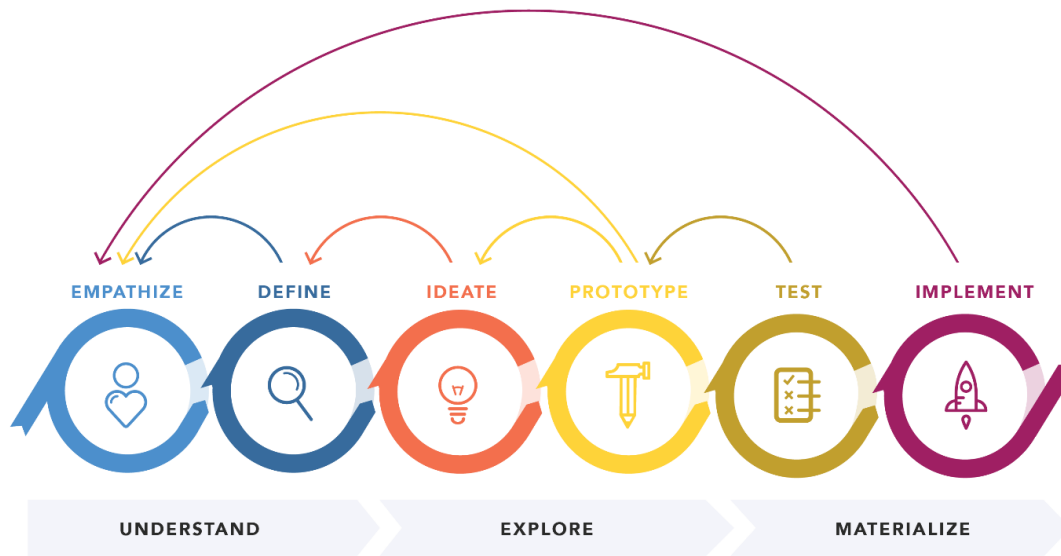 EMPATHIZE
DEFINE
IDEATE
PROTOTYPE
TEST
IMPLEMENT
UNDERSTAND
EXPLORE
MATERIALIZE